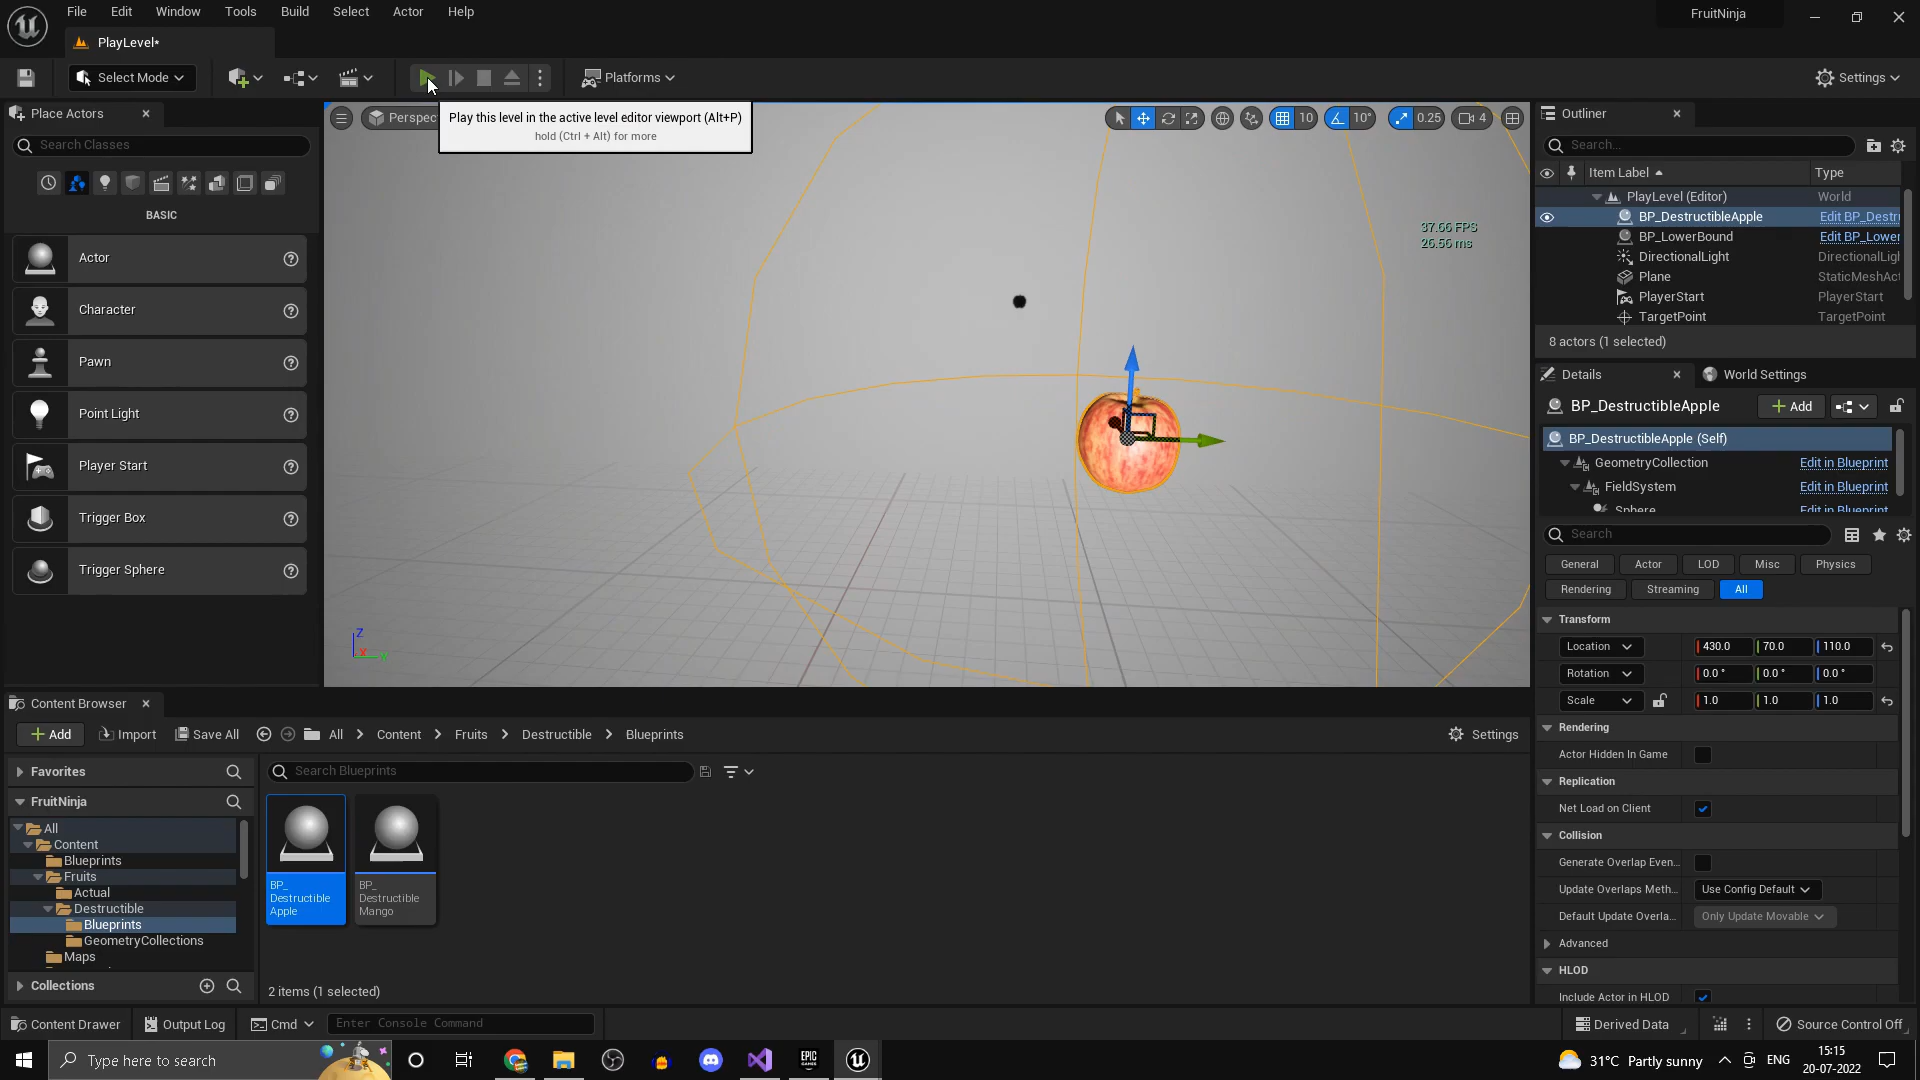 File Edit Window Tools Build Select Actor Help
FruitNinja
PlayLevel*
Select Mode
Platforms
Settings
Place Actors
Search Classes
BASIC
Actor
Character
Pawn
Point Light
Player Start
Trigger Box
Trigger Sphere
Perspec
Play this level in the active level editor viewport (Alt+P)
hold (Ctrl + Alt) for more
10
10°
0.25
4
37.66 FPS
26.56 ms
Z
X
Outliner
Search...
Item Label
Type
PlayLevel (Editor) World
BP_DestructibleApple Edit BP_Destr
BP_LowerBound Edit BP_Lower
DirectionalLight DirectionalLigh
Plane StaticMeshAct
PlayerStart PlayerStart
TargetPoint TargetPoint
8 actors (1 selected)
Details
World Settings
BP_DestructibleApple
Add
BP_DestructibleApple (Self)
GeometryCollection Edit in Blueprint
FieldSystem Edit in Blueprint
Sphere Edit in Blueprint
Search
General Actor LOD Misc Physics
Rendering Streaming All
Transform
Location 430.0 70.0 110.0
Rotation 0.0 ° 0.0 ° 0.0 °
Scale 1.0 1.0 1.0
Rendering
Actor Hidden In Game
Replication
Net Load on Client
Collision
Generate Overlap Even...
Update Overlaps Meth... Use Config Default
Default Update Overla... Only Update Movable
Advanced
HLOD
Include Actor in HLOD
Content Browser
Add
Import
Save All
All > Content > Fruits > Destructible > Blueprints
Settings
Favorites
FruitNinja
All
Content
Blueprints
Fruits
Actual
Destructible
Blueprints
GeometryCollections
Maps
Collections
Search Blueprints
BP_
Destructible
Apple
BP_
Destructible
Mango
2 items (1 selected)
Content Drawer
Output Log
Cmd
Enter Console Command
Derived Data
Source Control Off
Type here to search
EPIC
GAMES
31°C Partly sunny
ENG
15:15
20-07-2022